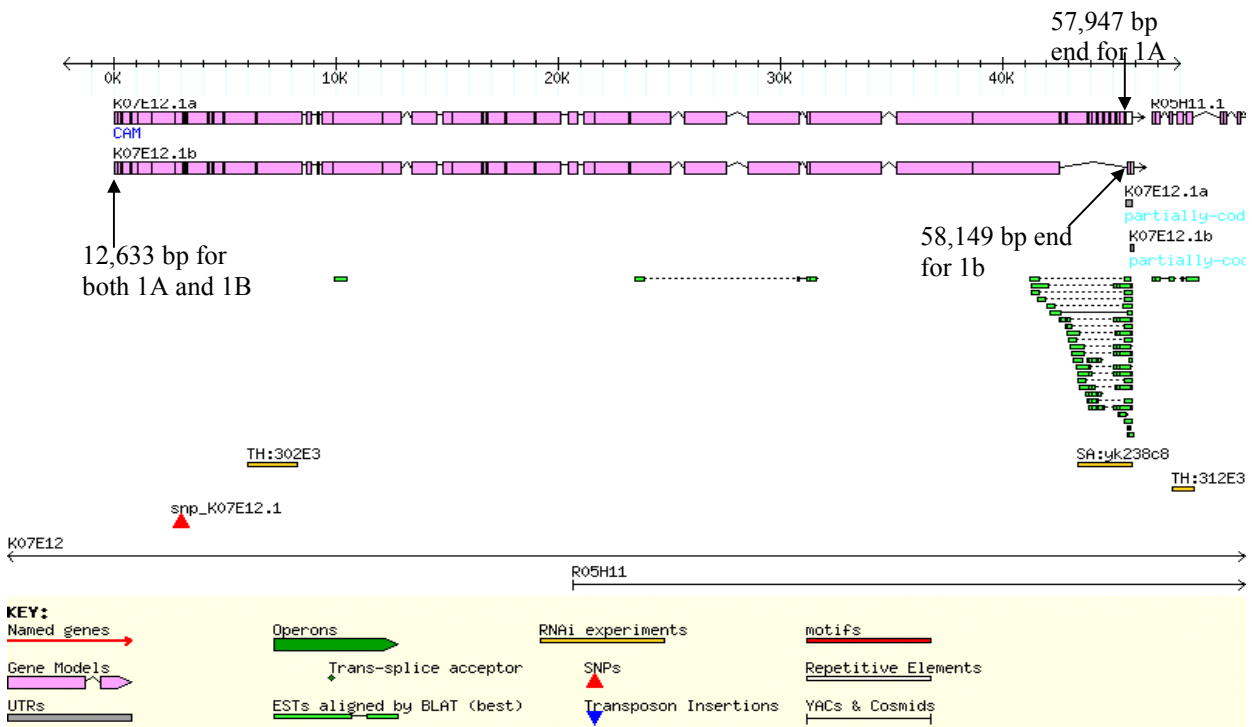 57,947 bp
end for 1A
0K 10K 20K 30K 40K
K07E12.1a R05H11.1
CAM
K07E12.1b
K07E12.1a
partially-cod
K07E12.1b
partially-cod
12,633 bp for
both 1A and 1B
58,149 bp end
for 1b
TH:302E3 SA:yk238c8
TH:312E3
snp_K07E12.1
K07E12
R05H11
KEY:
Named genes Operons RNAi experiments motifs
Gene Models Trans-splice acceptor SNPs Repetitive Elements
UTRs ESTs aligned by BLAT (best) Transposon Insertions YACs & Cosmids